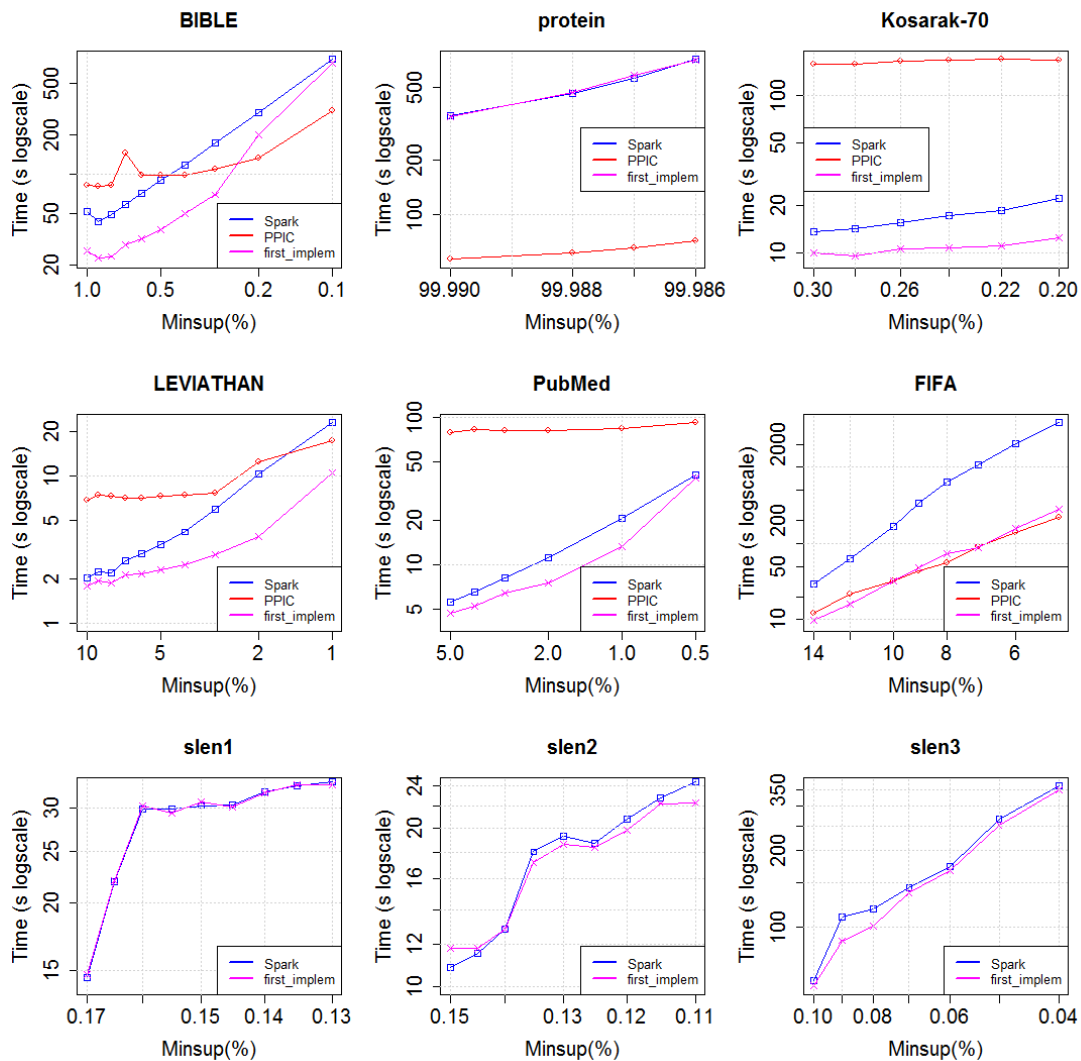 BIBLE
Time (s logscale)
500
200
50
20
1.0 0.5 0.2 0.1
Minsup(%)
Spark
PPIC
first_implem
protein
Time (s logscale)
500
200
100
99.990 99.988 99.986
Minsup(%)
Spark
PPIC
first_implem
Kosarak-70
Time (s logscale)
100
50
20
10
0.30 0.26 0.22 0.20
Minsup(%)
Spark
PPIC
first_implem
LEVIATHAN
Time (s logscale)
20
10
5
2
1
10 5 2 1
Minsup(%)
Spark
PPIC
first_implem
PubMed
Time (s logscale)
100
50
20
10
5
5.0 2.0 1.0 0.5
Minsup(%)
Spark
PPIC
first_implem
FIFA
Time (s logscale)
2000
200
50
10
14 10 8 6
Minsup(%)
Spark
PPIC
first_implem
slen1
Time (s logscale)
30
25
20
15
0.17 0.15 0.14 0.13
Minsup(%)
Spark
first_implem
slen2
Time (s logscale)
24
20
16
12
10
0.15 0.13 0.12 0.11
Minsup(%)
Spark
first_implem
slen3
Time (s logscale)
350
200
100
0.10 0.08 0.06 0.04
Minsup(%)
Spark
first_implem